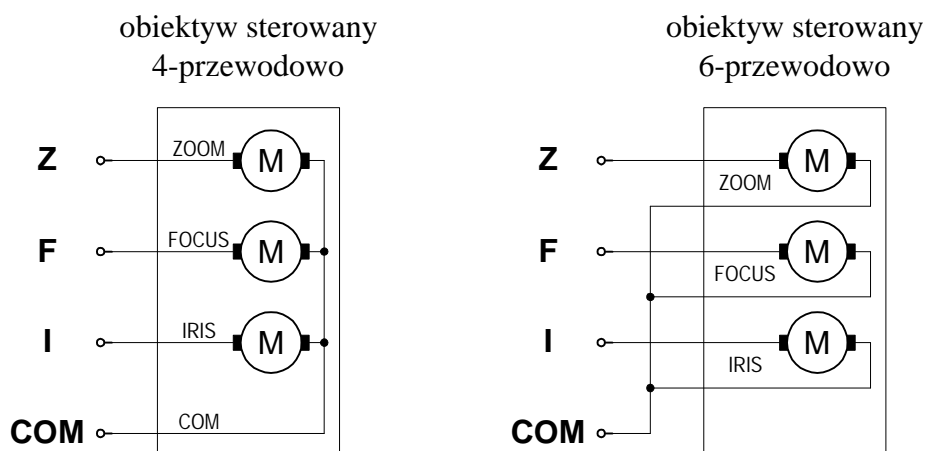 obiektyw sterowany
4-przewodowo
Z
ZOOM
M
F
FOCUS
M
I
IRIS
M
COM
COM
obiektyw sterowany
6-przewodowo
Z
M
ZOOM
F
M
FOCUS
I
M
IRIS
COM